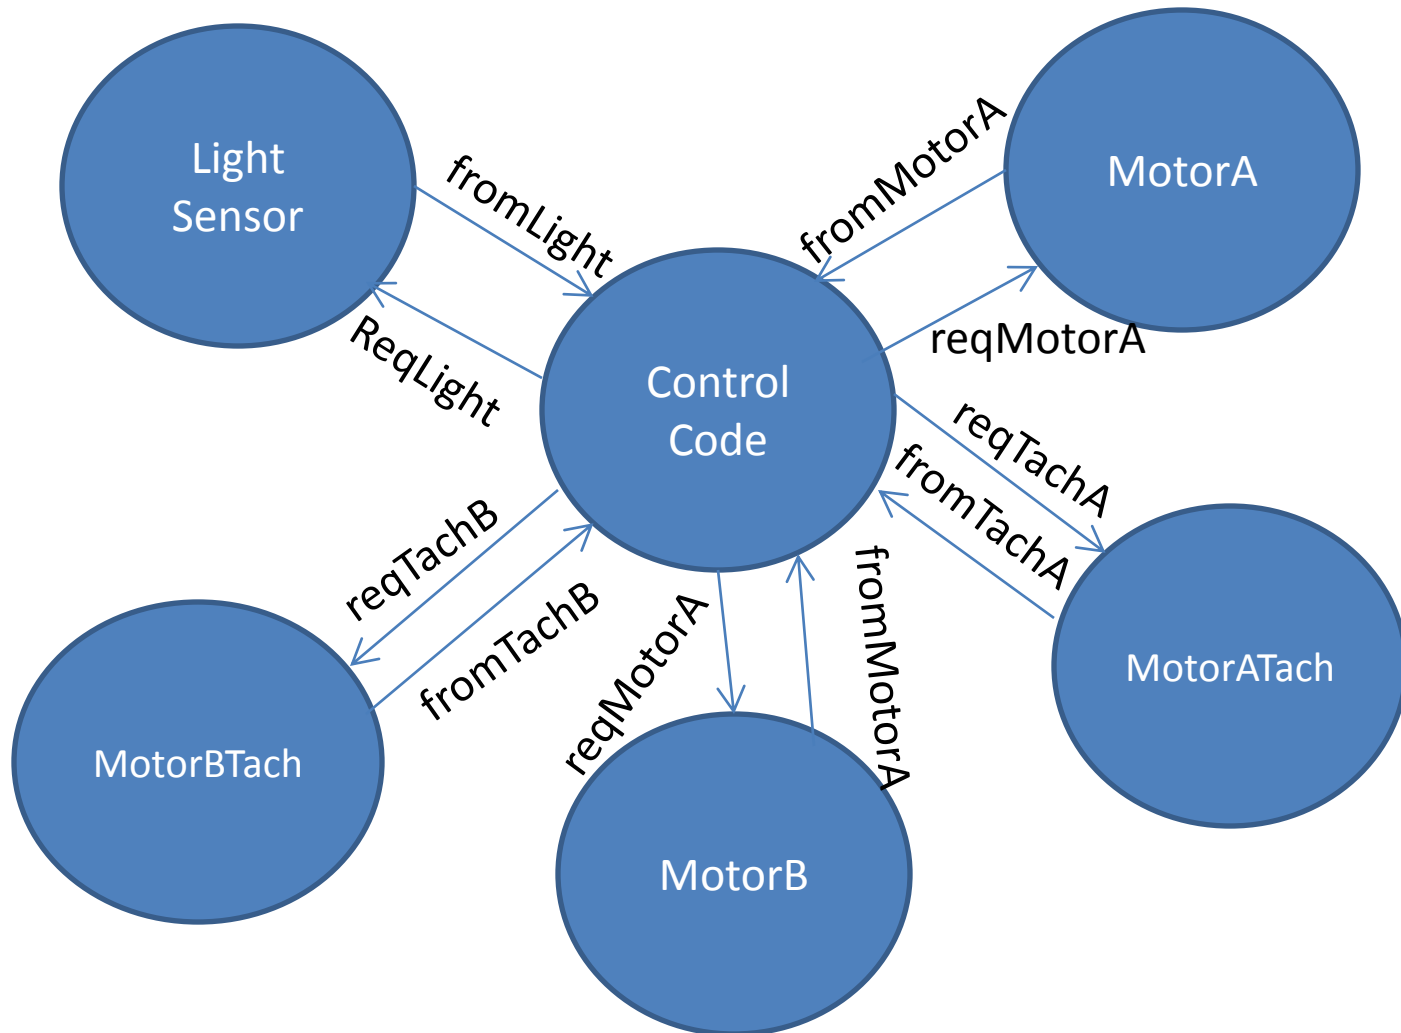 Light
Sensor
fromLight
ReqLight
fromMotorA
MotorA
reqMotorA
Control
Code
reqTachA
fromTachA
MotorATach
reqTachB
fromTachB
MotorBTach
reqMotorA
fromMotorA
MotorB